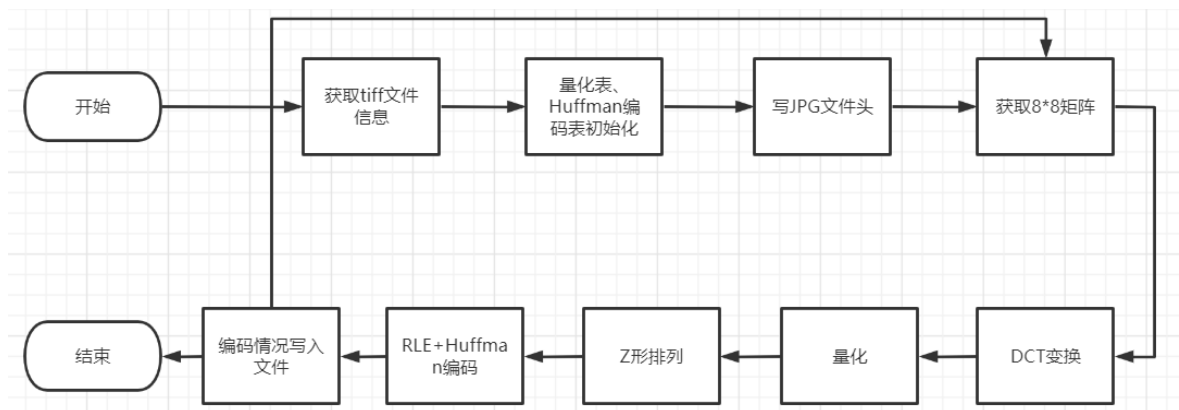 开始
获取tiff文件
信息
量化表、
Huffman编
码表初始化
写JPG文件头
获取8*8矩阵
结束
编码情况写入
文件
RLE+Huffma
n编码
Z形排列
量化
DCT变换